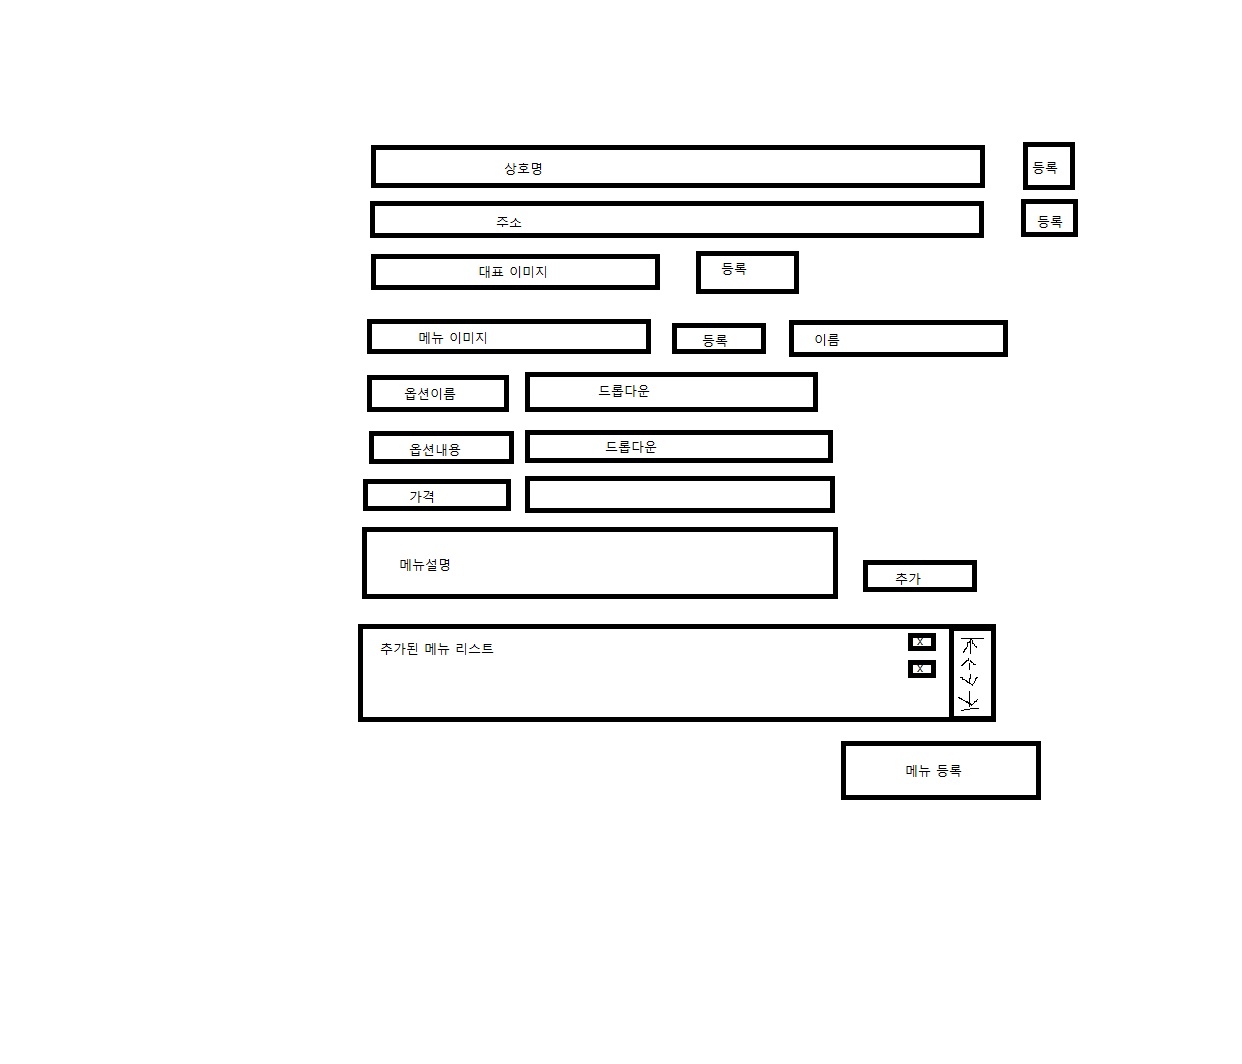 상호명 등록
주소 등록
대표 이미지 등록
메뉴 이미지 등록 이름
옵션이름 드롭다운
옵션내용 드롭다운
가격
메뉴설명 추가
추가된 메뉴 리스트 X
X
메뉴 등록